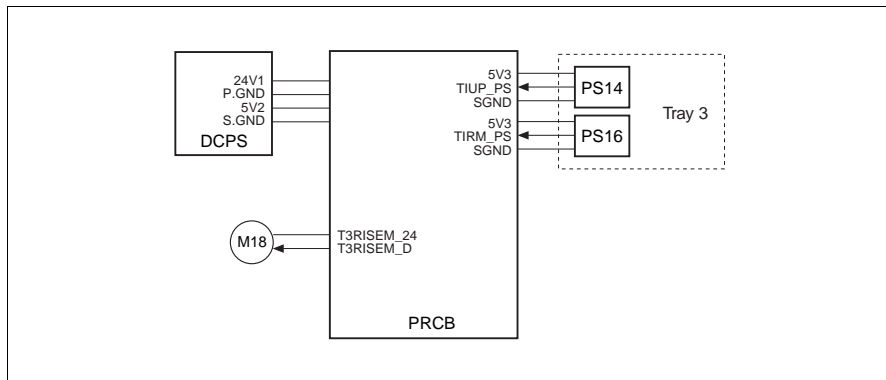 24V1
P.GND
5V2
S.GND
DCPS
5V3
TIUP_PS
SGND
PS14
5V3
TIRM_PS
SGND
PS16
Tray 3
M18
T3RISEM_24
T3RISEM_D
PRCB